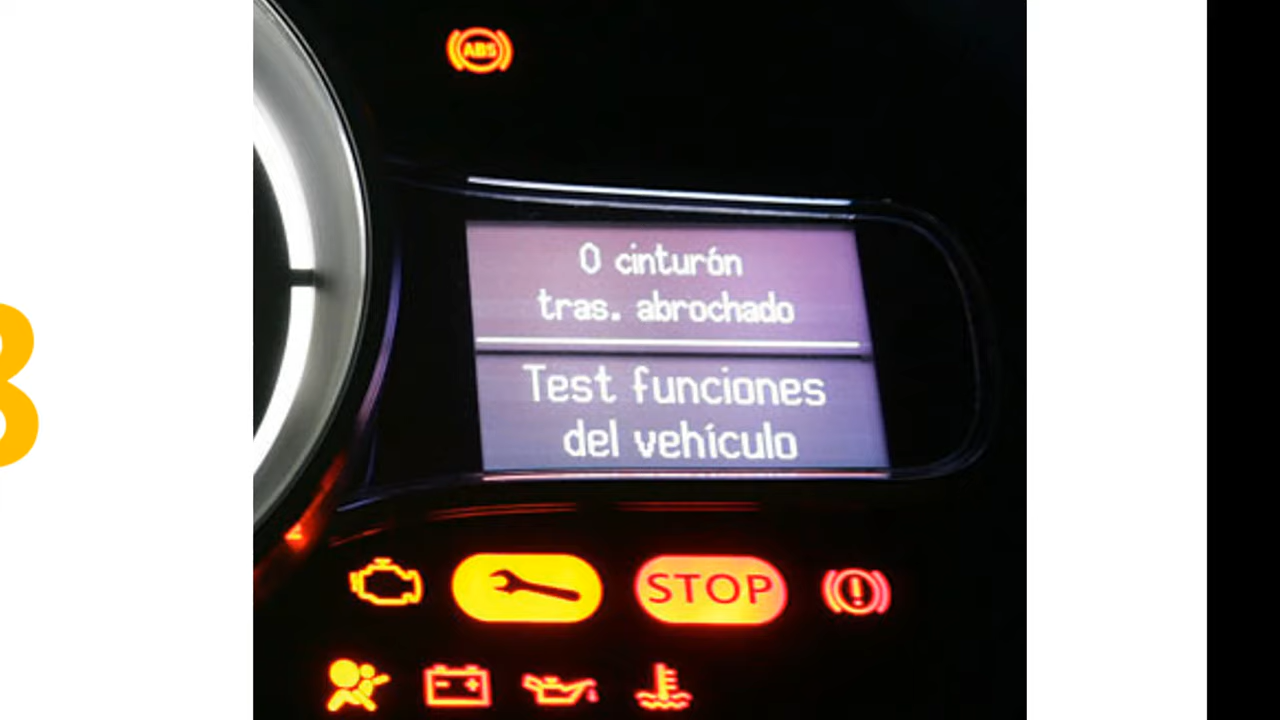 ABS
0 cinturón
tras. abrochado
Test funciones
del vehículo
STOP